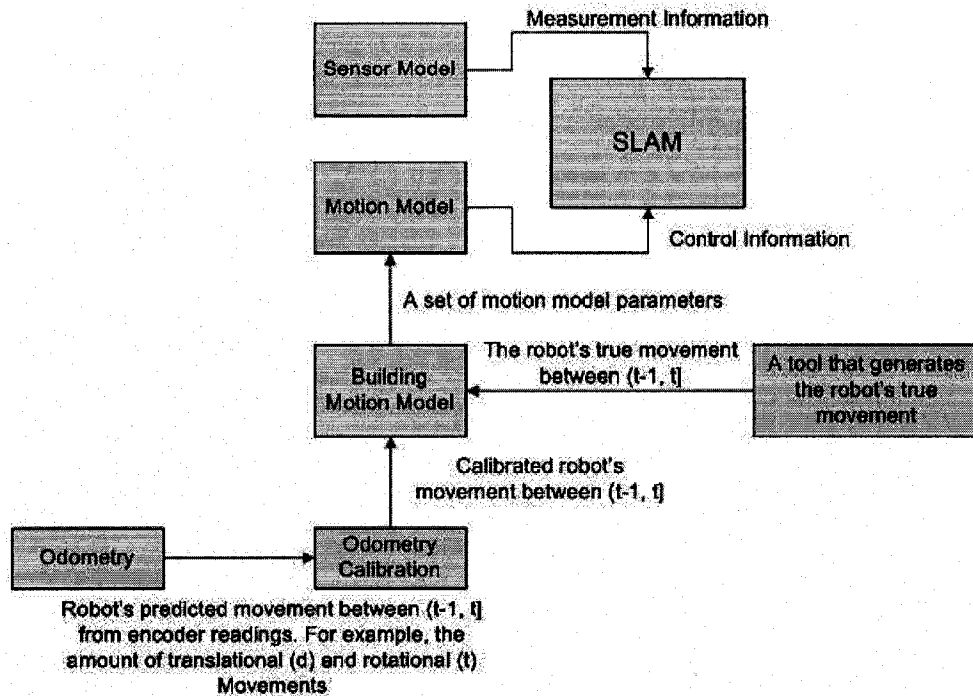 Measurement Information
Sensor Model
SLAM
Motion Model
Control Information
A set of motion model parameters
The robot's true movement
between (t-1, t]
Building
Motion Model
A tool that generates
the robot's true
movement
Calibrated robot's
movement between (t-1, t]
Odometry
Odometry
Calibration
Robot's predicted movement between (t-1, t]
from encoder readings. For example, the
amount of translational (d) and rotational (t)
Movements